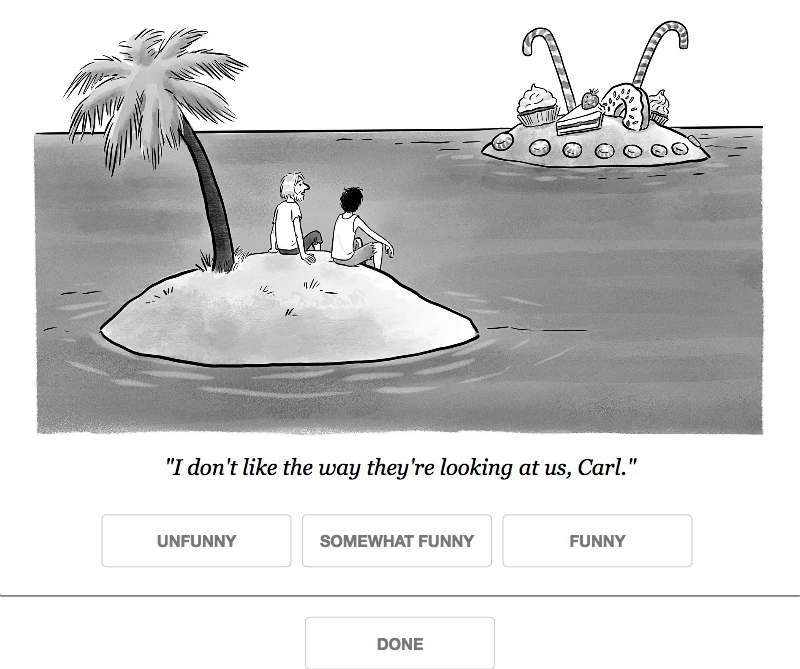 "I don't like the way they're looking at us, Carl."
UNFUNNY
SOMEWHAT FUNNY
FUNNY
DONE